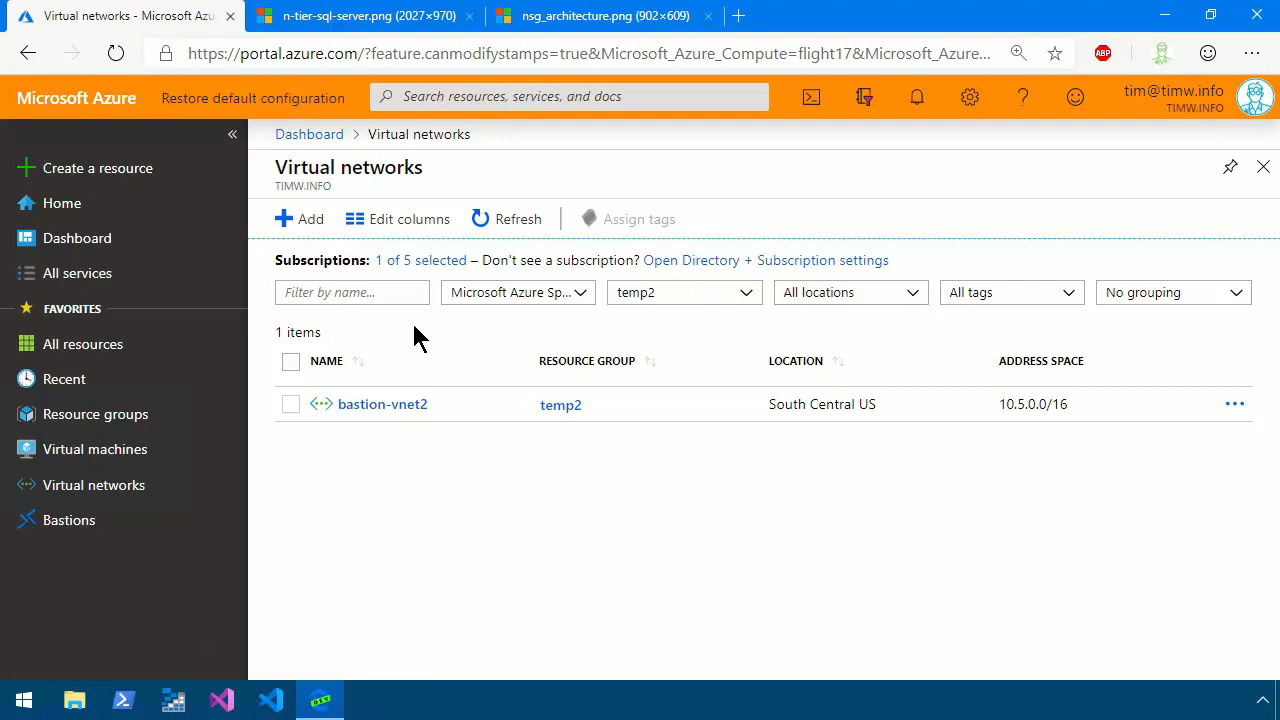 Virtual networks - Microsoft Azu
n-tier-sql-server.png (2027×970)
nsg_architecture.png (902×609)
https://portal.azure.com/?feature.canmodifystamps=true&Microsoft_Azure_Compute=flight17&Microsoft_Azure...
ABP
Microsoft Azure
Restore default configuration
Search resources, services, and docs
tim@timw.info
TIMW.INFO
Create a resource
Home
Dashboard
All services
FAVORITES
All resources
Recent
Resource groups
Virtual machines
Virtual networks
Bastions
Dashboard > Virtual networks
Virtual networks
TIMW.INFO
Add
Edit columns
Refresh
Assign tags
Subscriptions: 1 of 5 selected – Don't see a subscription? Open Directory + Subscription settings
Filter by name...
Microsoft Azure Sp...
temp2
All locations
All tags
No grouping
1 items
NAME
RESOURCE GROUP
LOCATION
ADDRESS SPACE
bastion-vnet2
temp2
South Central US
10.5.0.0/16
DEV